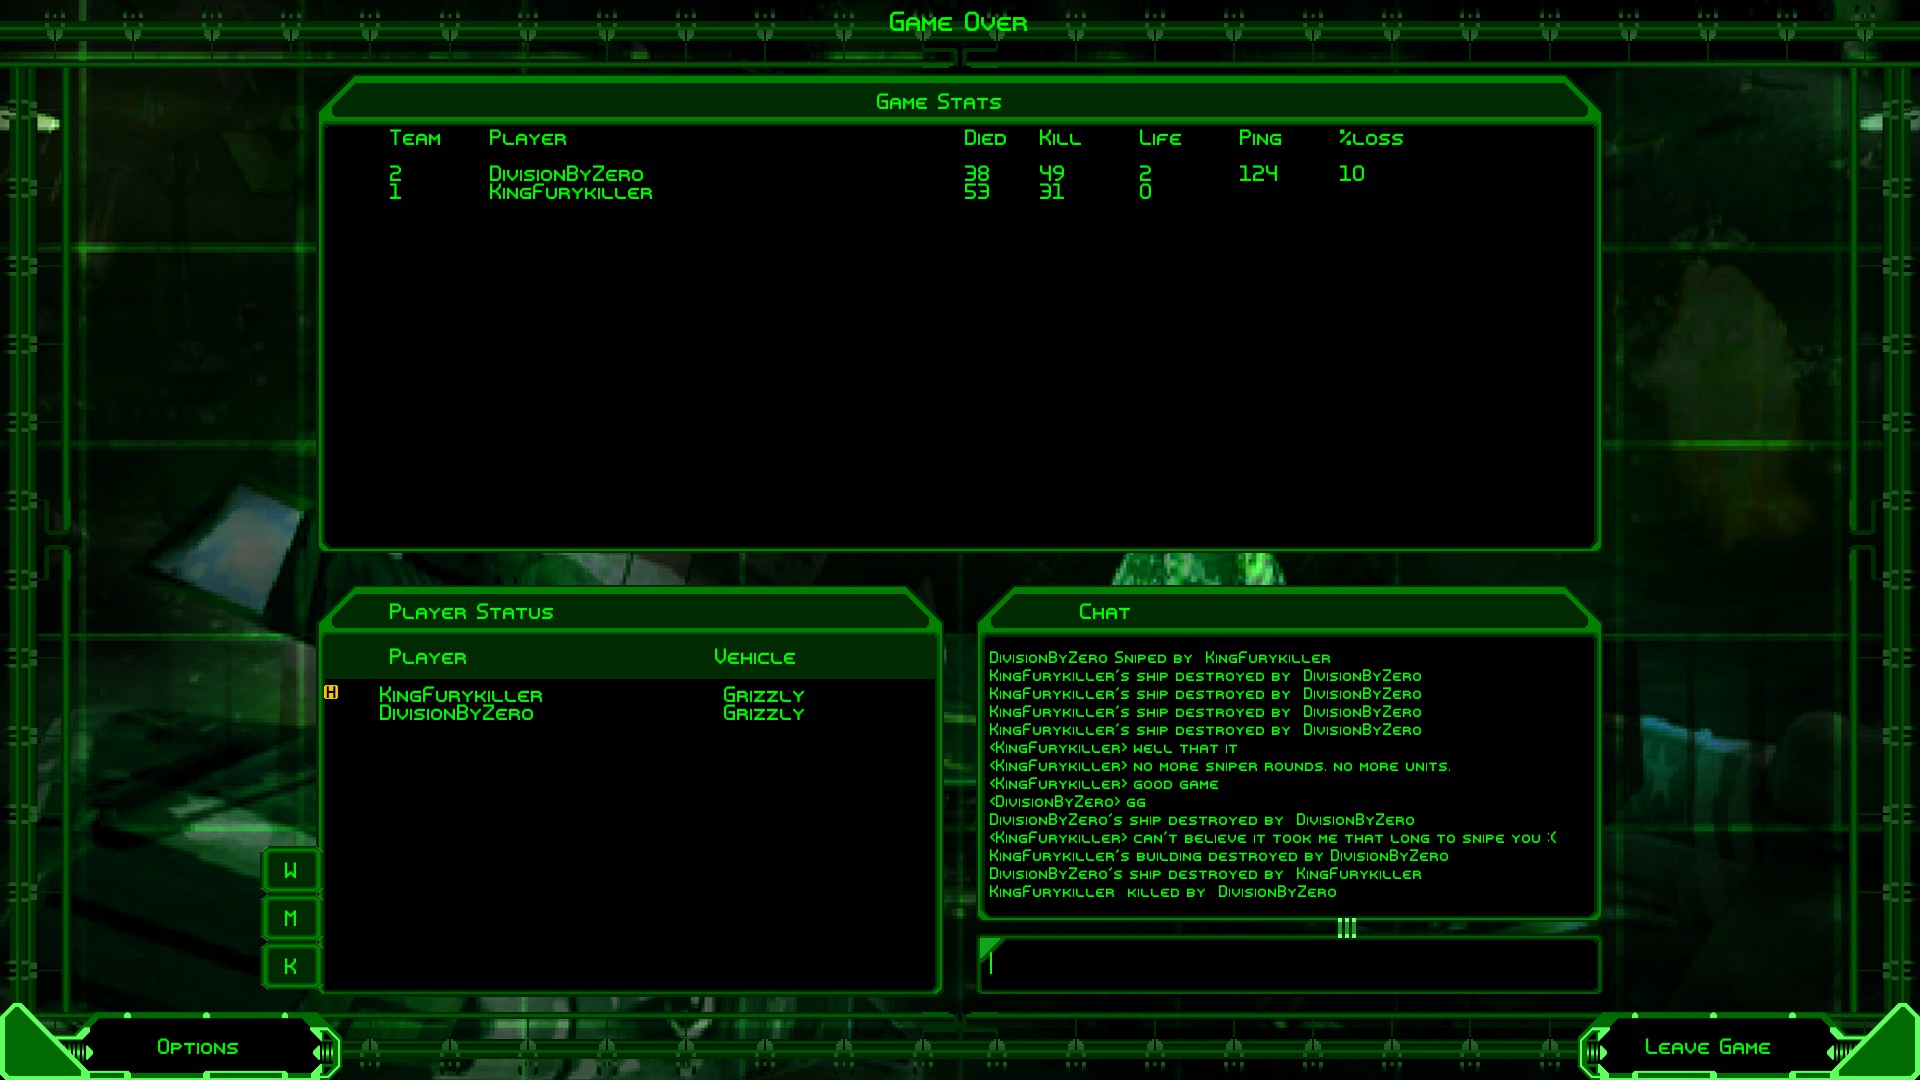 Game Over
Game Stats
Team Player Died Kill Life Ping %Loss
2 DivisionByZero 38 49 2 124 10
1 KingFurykiller 53 31 0
Player Status
Player Vehicle
H KingFurykiller Grizzly
DivisionByZero Grizzly
W
M
K
Chat
DivisionByZero Sniped by KingFurykiller
KingFurykiller's ship destroyed by DivisionByZero
KingFurykiller's ship destroyed by DivisionByZero
KingFurykiller's ship destroyed by DivisionByZero
KingFurykiller's ship destroyed by DivisionByZero
<KingFurykiller> well that it
<KingFurykiller> no more sniper rounds. no more units.
<KingFurykiller> good game
<DivisionByZero> gg
DivisionByZero's ship destroyed by DivisionByZero
<KingFurykiller> can't believe it took me that long to snipe you :(
KingFurykiller's building destroyed by DivisionByZero
DivisionByZero's ship destroyed by KingFurykiller
KingFurykiller killed by DivisionByZero
Options
Leave Game